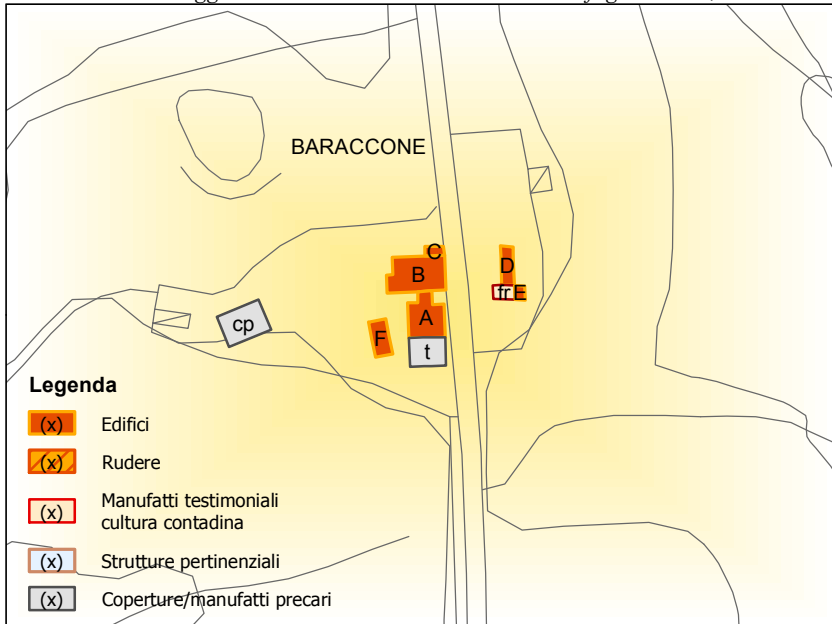 BARACCONE
C
B
D
fr E
A
cp
F
t
Legenda
(x) Edifici
(x) Rudere
(x) Manufatti testimoniali
cultura contadina
(x) Strutture pertinenziali
(x) Coperture/manufatti precari